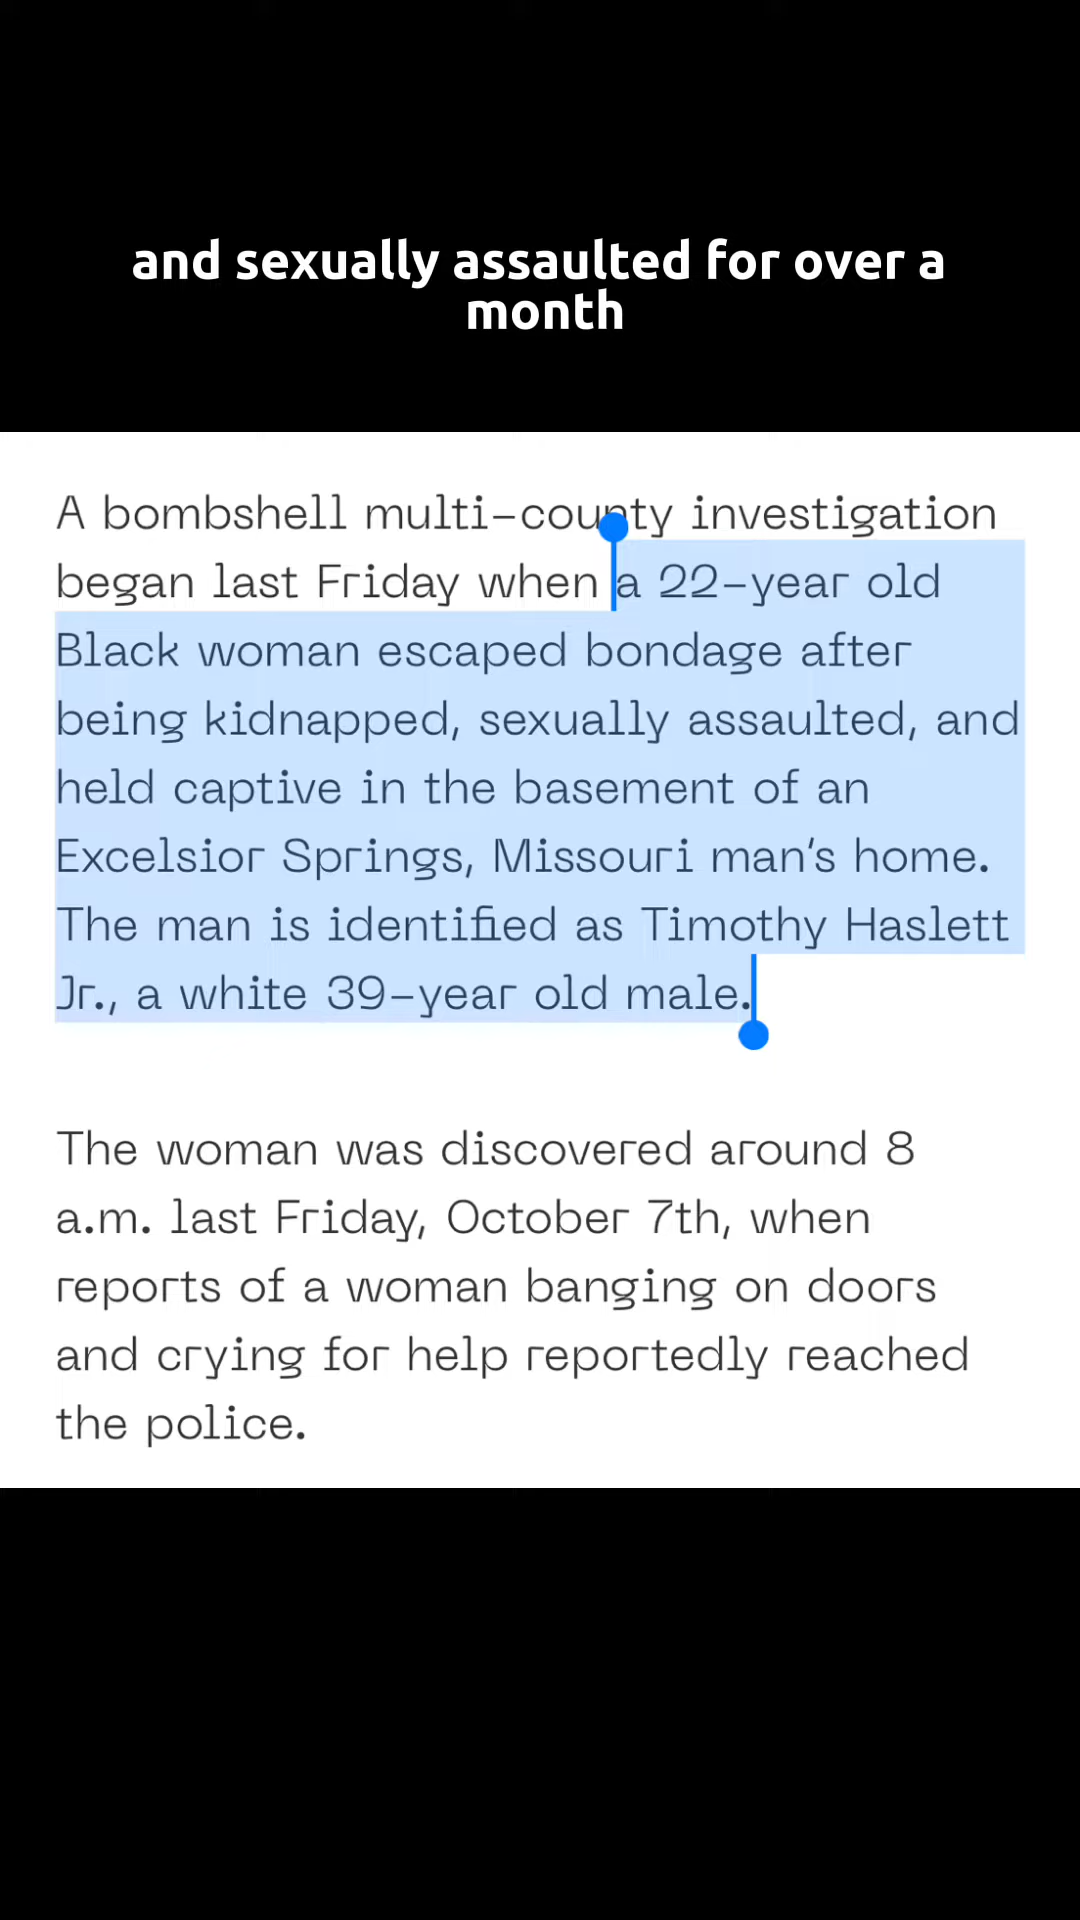 and sexually assaulted for over a
month
A bombshell multi-county investigation
began last Friday when a 22-year old
Black woman escaped bondage after
being kidnapped, sexually assaulted, and
held captive in the basement of an
Excelsior Springs, Missouri man's home.
The man is identified as Timothy Haslett
Jr., a white 39-year old male.
The woman was discovered around 8
a.m. last Friday, October 7th, when
reports of a woman banging on doors
and crying for help reportedly reached
the police.